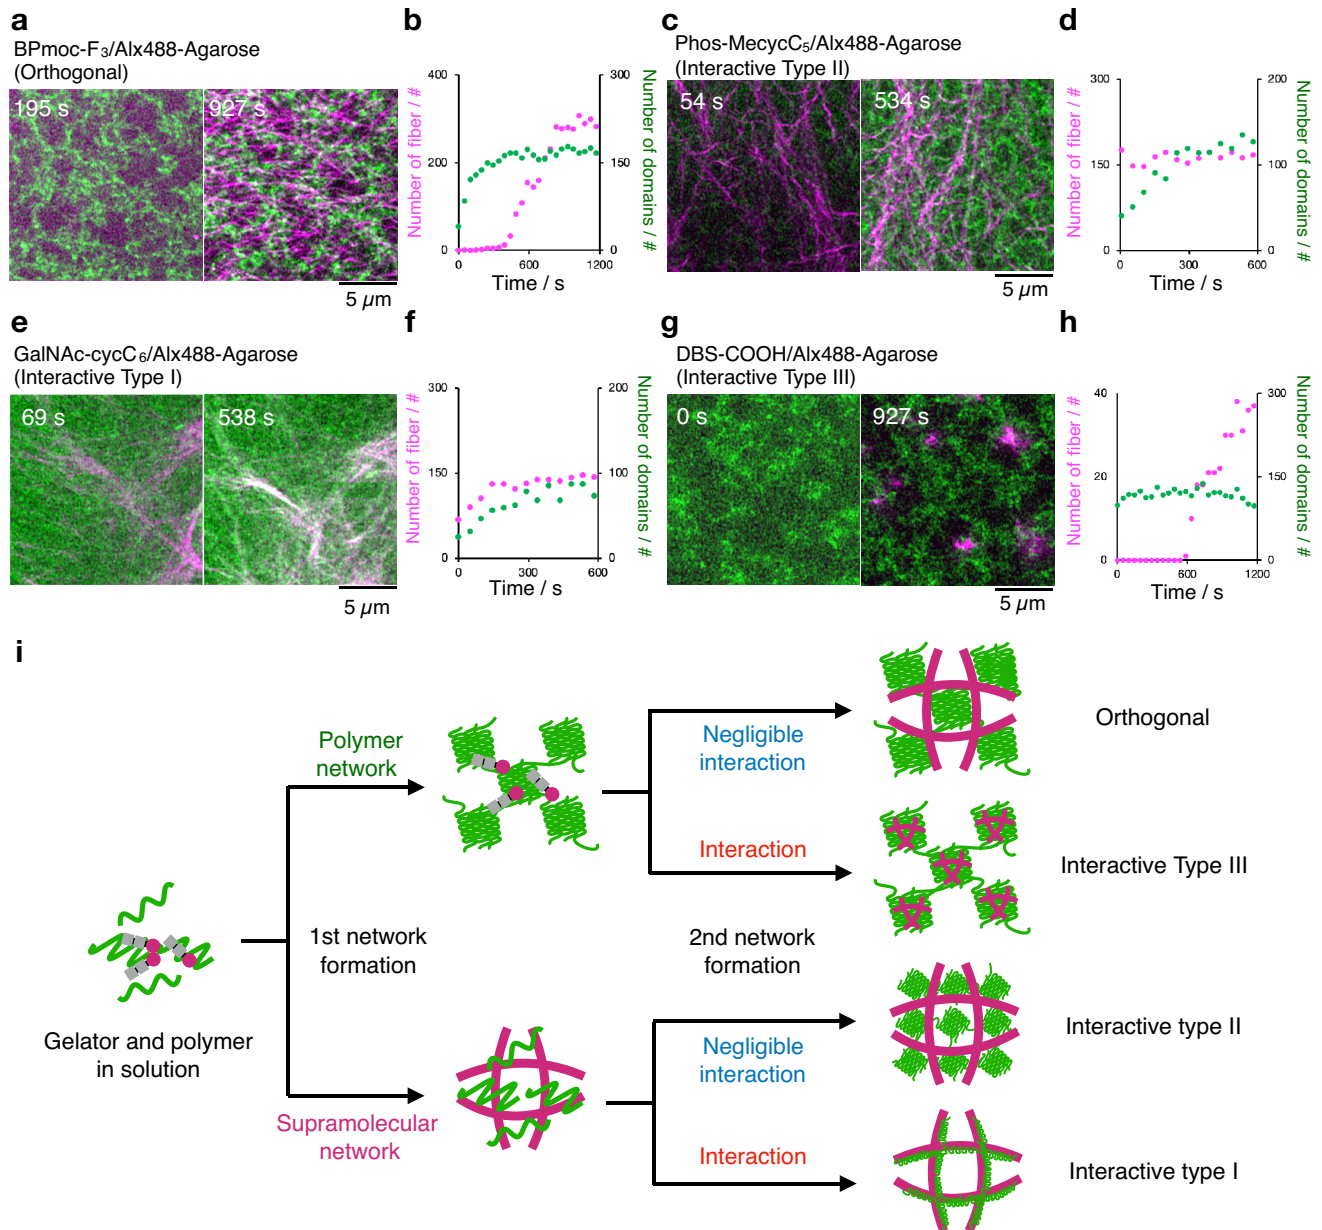 a
BPmoc-F₃/Alx488-Agarose
(Orthogonal)
195 s
927 s
5 µm
b
Number of fiber / #
400
200
0
300
150
0
Number of domains / #
0
600
1200
Time / s
c
Phos-MecycC₅/Alx488-Agarose
(Interactive Type II)
54 s
534 s
5 µm
d
Number of fiber / #
300
150
0
200
100
0
Number of domains / #
0
300
600
Time / s
e
GalNAc-cycC₆/Alx488-Agarose
(Interactive Type I)
69 s
538 s
5 µm
f
Number of fiber / #
300
150
0
200
100
0
Number of domains / #
0
300
600
Time / s
g
DBS-COOH/Alx488-Agarose
(Interactive Type III)
0 s
927 s
5 µm
h
Number of fiber / #
40
20
0
300
150
0
Number of domains / #
0
600
1200
Time / s
i
Gelator and polymer
in solution
Polymer
network
1st network
formation
Supramolecular
network
Negligible
interaction
Interaction
2nd network
formation
Negligible
interaction
Interaction
Orthogonal
Interactive Type III
Interactive type II
Interactive type I